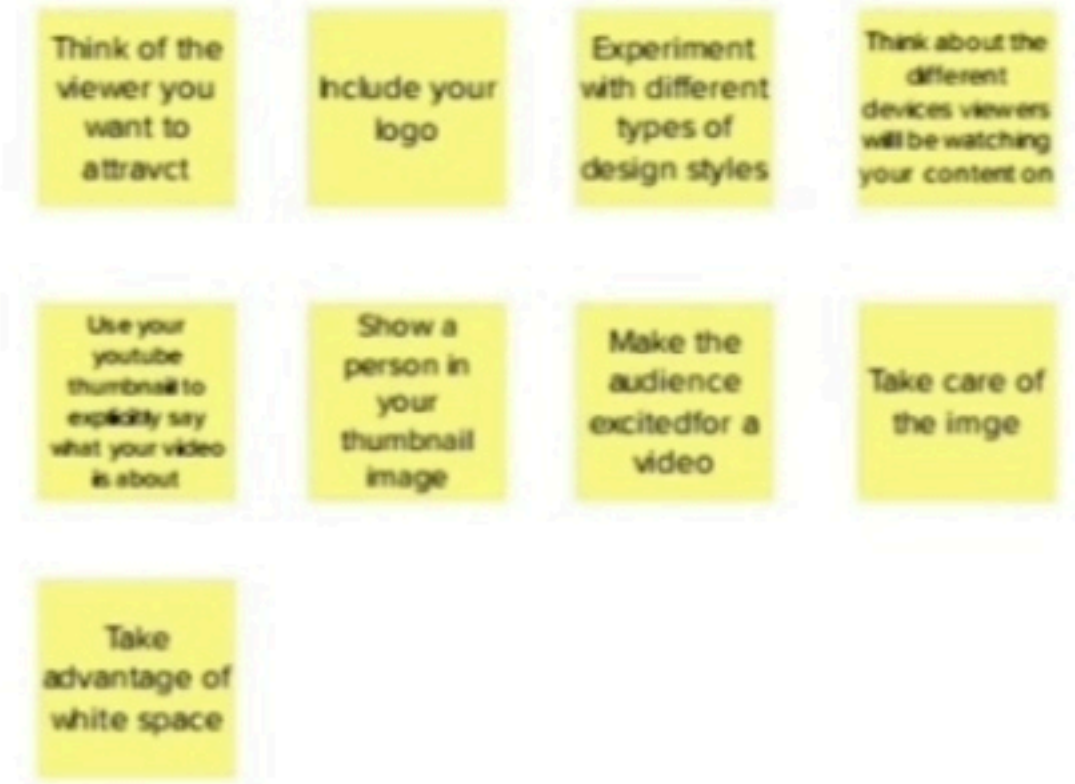 Think of the
viewer you
want to
attravct
Include your
logo
Experiment
with different
types of
design styles
Think about the
different
devices viewers
will be watching
your content on
Use your
youtube
thumbnail to
explicitly say
what your video
is about
Show a
person in
your
thumbnail
image
Make the
audience
excitedfor a
video
Take care of
the imge
Take
advantage of
white space